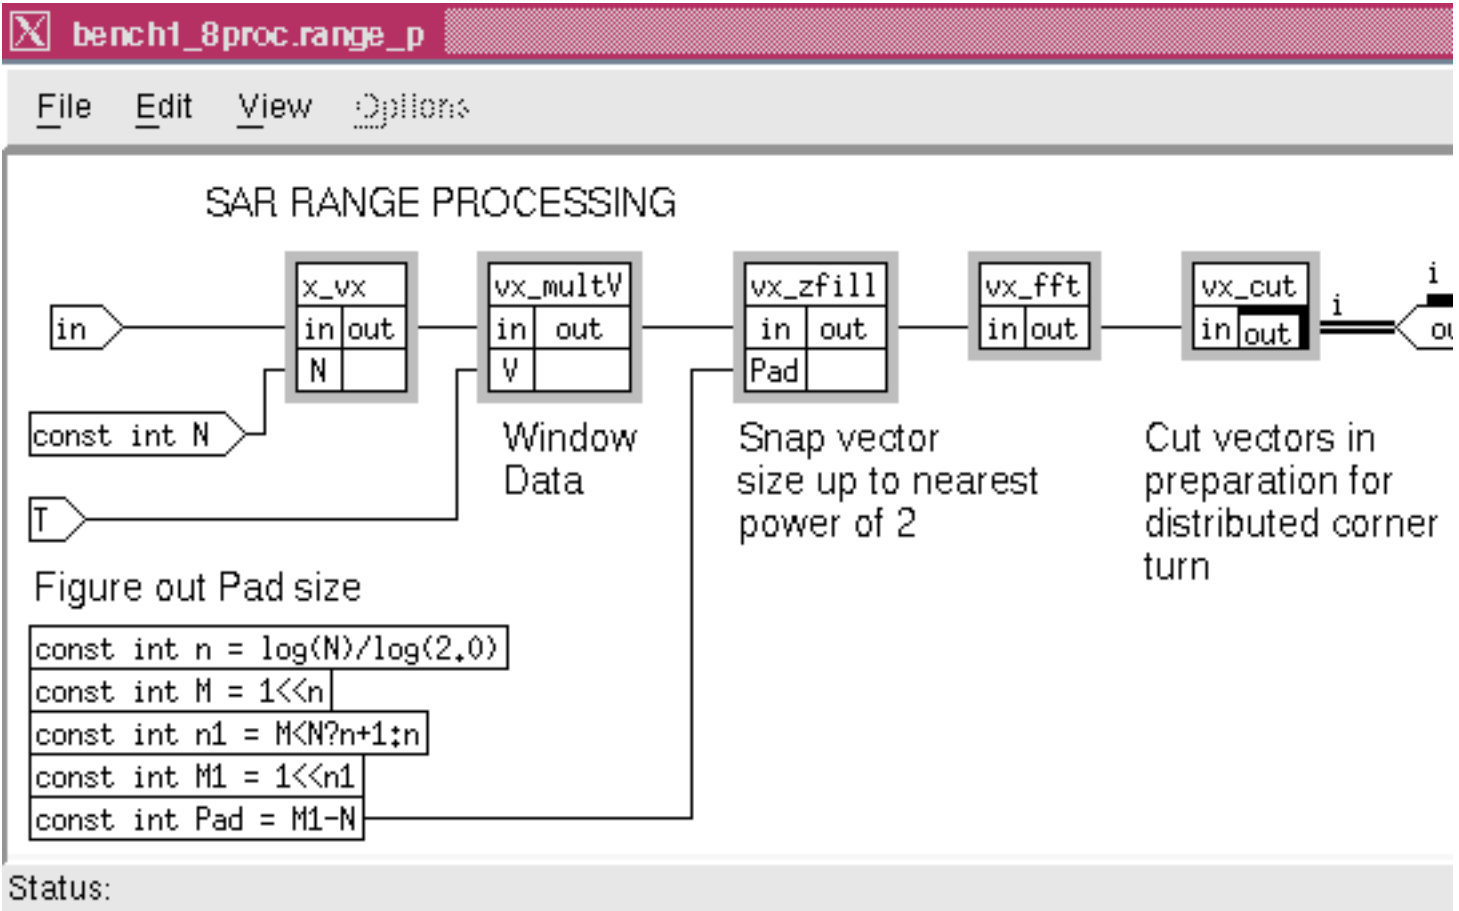 bench1_8proc.range_p
File Edit View Options
SAR RANGE PROCESSING
in
const int N
T
x_vx
in out
N
vx_multV
in out
V
Window
Data
vx_zfill
in out
Pad
Snap vector
size up to nearest
power of 2
vx_fft
in out
vx_cut
in out
i
i
Cut vectors in
preparation for
distributed corner
turn
Figure out Pad size
const int n = log(N)/log(2.0)
const int M = 1<<n
const int n1 = M<N?n+1:n
const int M1 = 1<<n1
const int Pad = M1-N
Status: